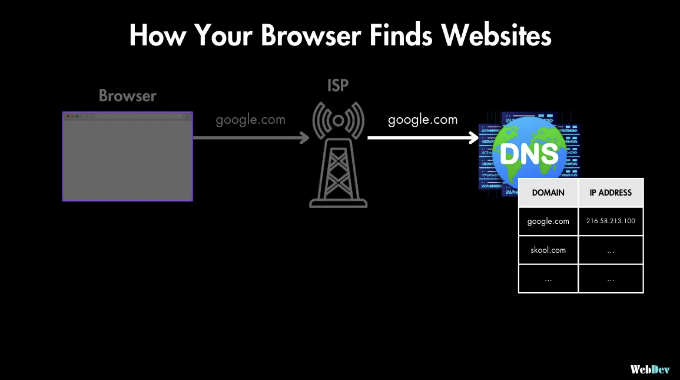 How Your Browser Finds Websites
Browser
ISP
google.com
google.com
DNS
DOMAIN IP ADDRESS
google.com 216.58.213.100
skool.com ...
... ...
WebDev